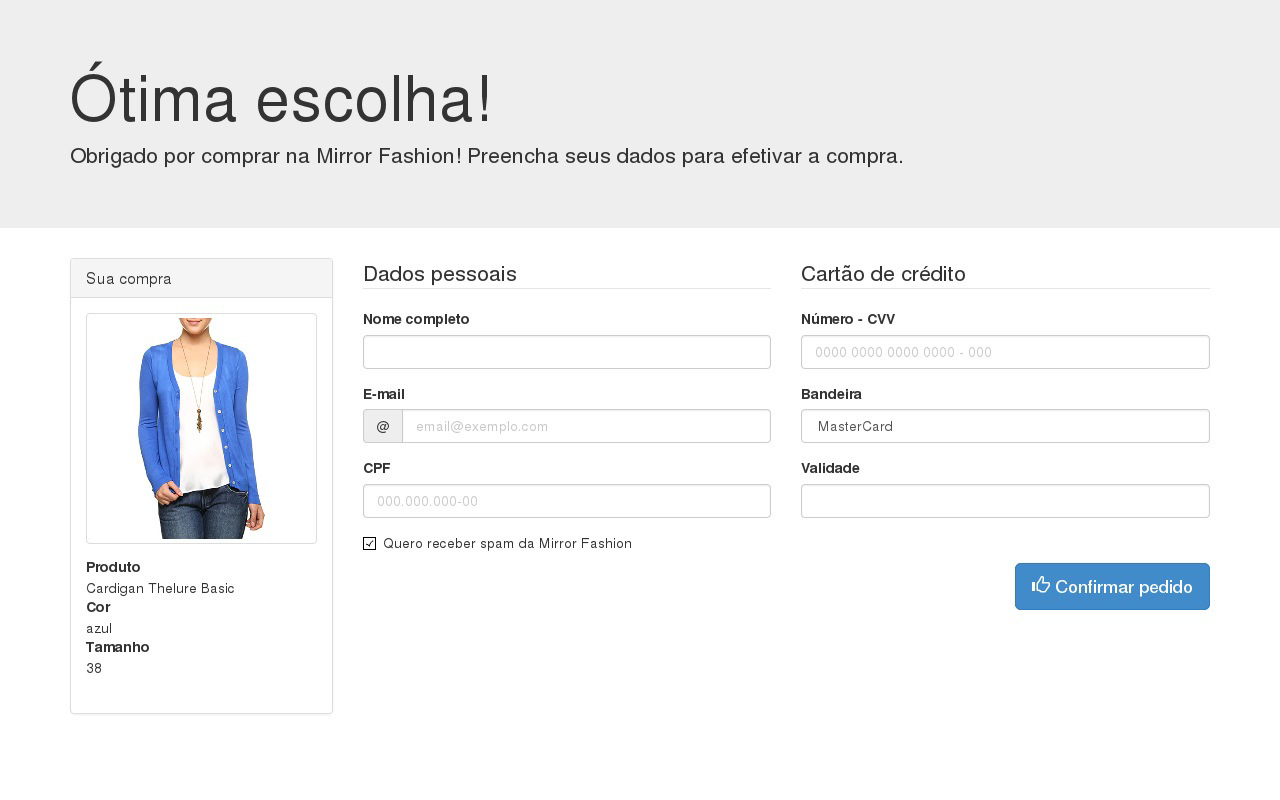 Ótima escolha!
Obrigado por comprar na Mirror Fashion! Preencha seus dados para efetivar a compra.
Sua compra
Produto
Cardigan Thelure Basic
Cor
azul
Tamanho
38
Dados pessoais
Nome completo
E-mail
@ email@exemplo.com
CPF
000.000.000-00
Quero receber spam da Mirror Fashion
Cartão de crédito
Número - CVV
0000 0000 0000 0000 - 000
Bandeira
MasterCard
Validade
Confirmar pedido